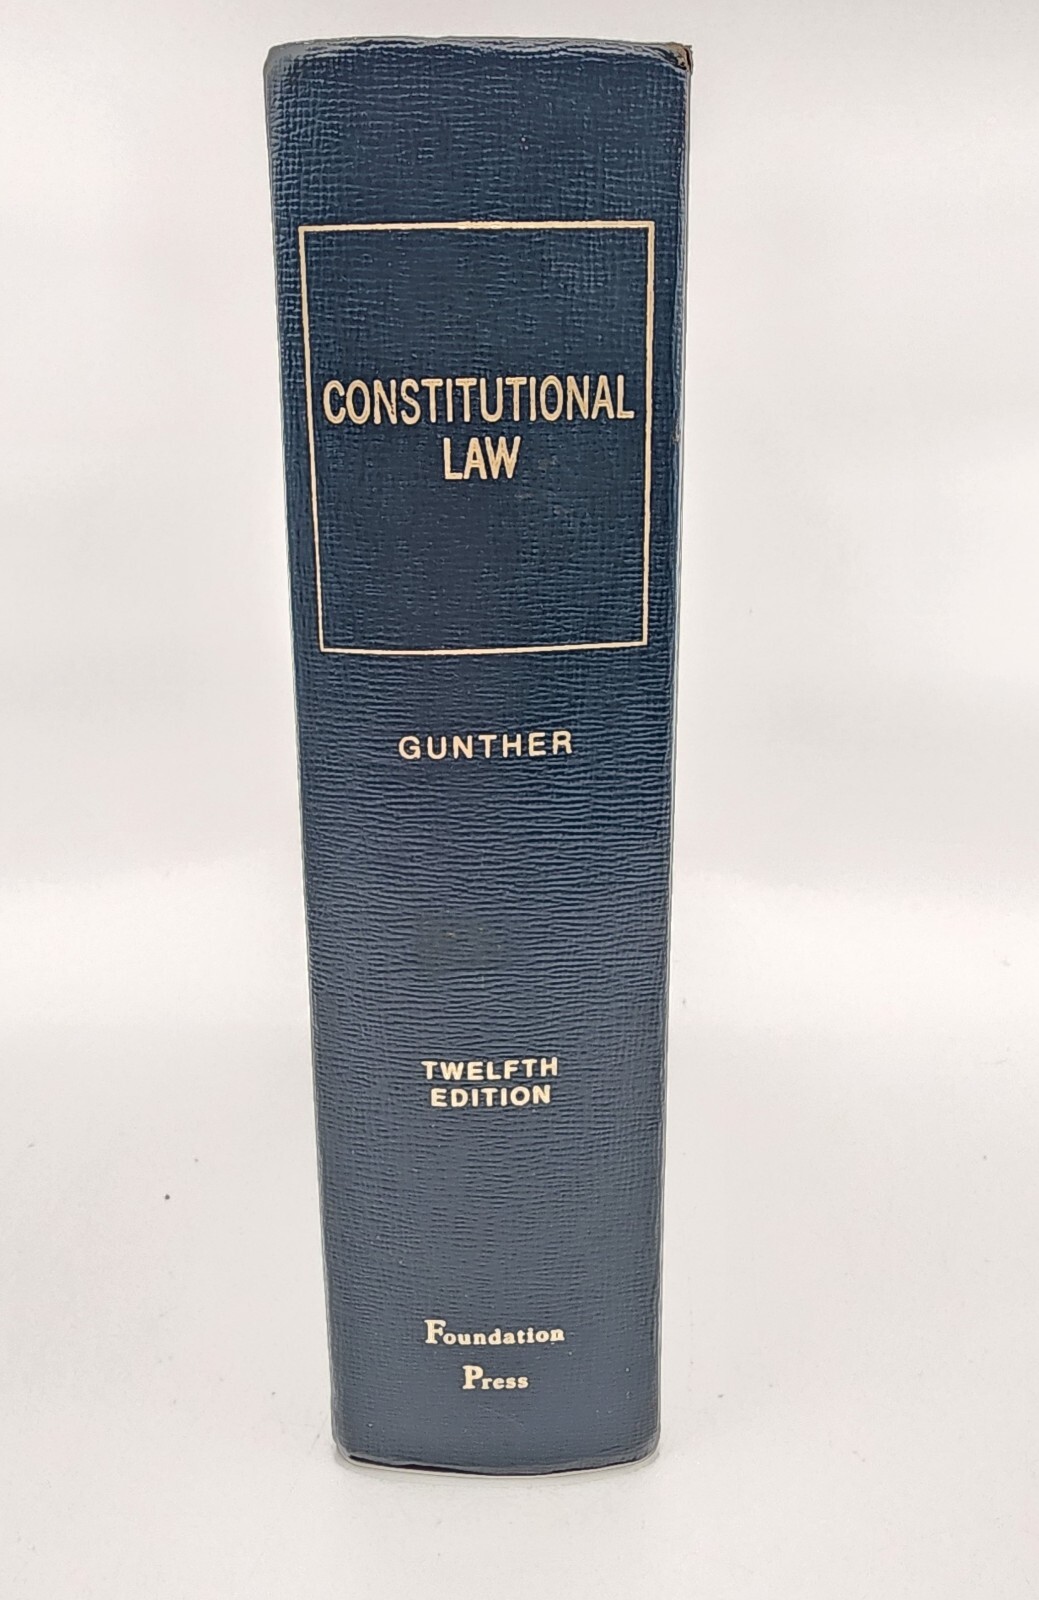 CONSTITUTIONAL
LAW
GUNTHER
TWELFTH
EDITION
Foundation
Press